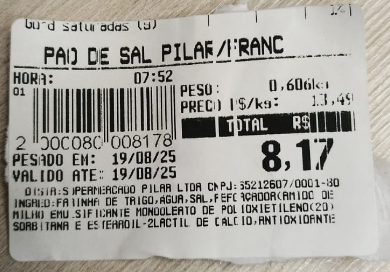 Gord saturadas (g)
PAO DE SAL PILAR/FRANC
HORA: 07:52
01
PESO: 0,606kg
PRECO R$/kg: 13,49
TOTAL R$
8,17
2 000080 008178
PESADO EM: 19/08/25
VALIDO ATE: 19/08/25
DIST:SUPERMERCADO PILAR LTDA CNPJ:65212607/0001-80
INGRED:FARINHA DE TRIGO,AGUA,SAL,REFORÇADOR(AMIDO DE
MILHO EMULSIFICANTE MONOOLEATO DE POLIOXIETILENO(20)
SORBITANA E ESTEAROIL-2LACTIL DE CALCIO,ANTIOXIDANTE